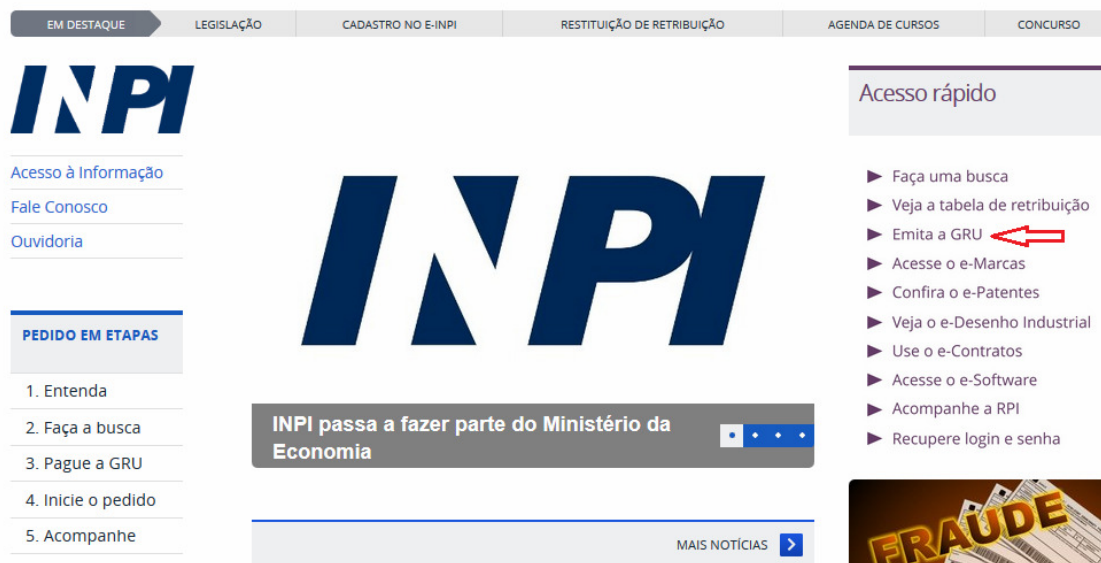 EM DESTAQUE
LEGISLAÇÃO
CADASTRO NO E-INPI
RESTITUIÇÃO DE RETRIBUIÇÃO
AGENDA DE CURSOS
CONCURSO
INPI
Acesso à Informação
Fale Conosco
Ouvidoria
PEDIDO EM ETAPAS
1. Entenda
2. Faça a busca
3. Pague a GRU
4. Inicie o pedido
5. Acompanhe
INPI
INPI passa a fazer parte do Ministério da
Economia
MAIS NOTÍCIAS
Acesso rápido
Faça uma busca
Veja a tabela de retribuição
Emita a GRU
Acesse o e-Marcas
Confira o e-Patentes
Veja o e-Desenho Industrial
Use o e-Contratos
Acesse o e-Software
Acompanhe a RPI
Recupere login e senha
FRAUDE